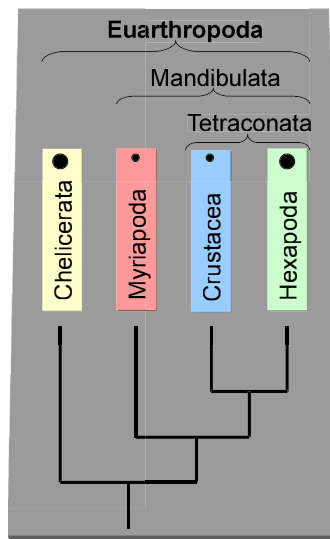 Euarthropoda
Mandibulata
Tetraconata
Chelicerata
Myriapoda
Crustacea
Hexapoda